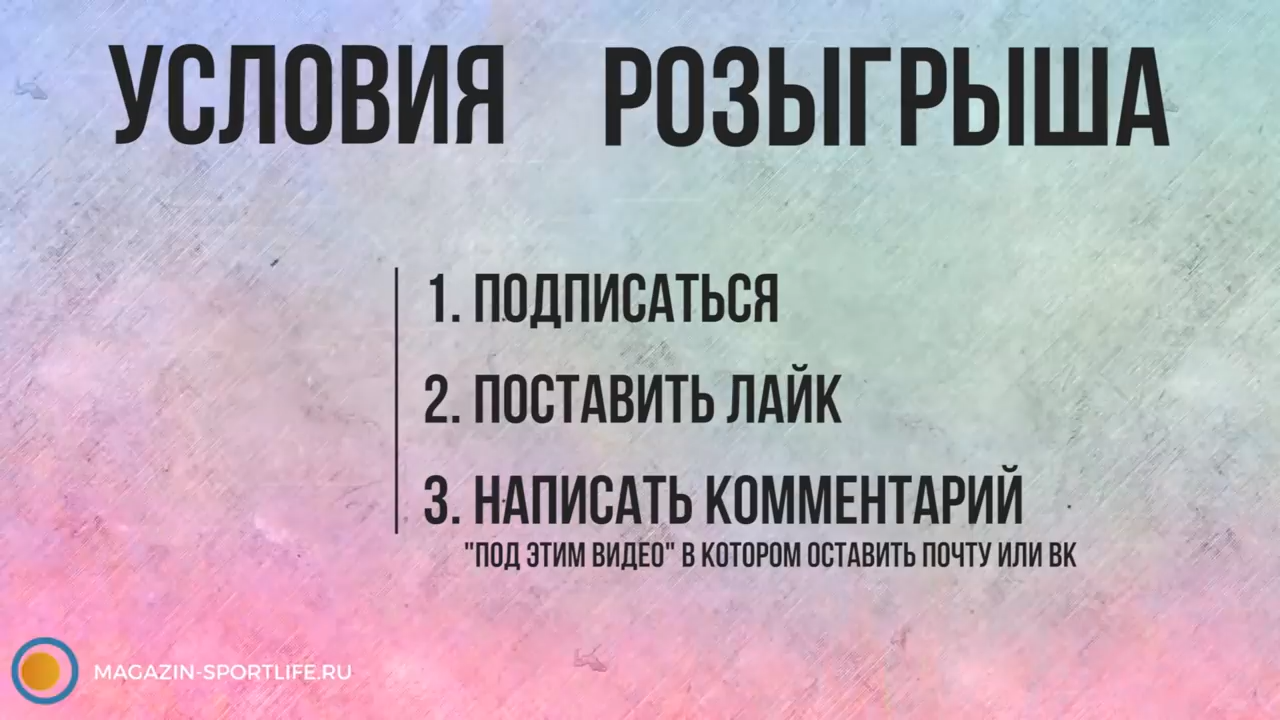 УСЛОВИЯ РОЗЫГРЫША
1. ПОДПИСАТЬСЯ
2. ПОСТАВИТЬ ЛАЙК
3. НАПИСАТЬ КОММЕНТАРИЙ
"ПОД ЭТИМ ВИДЕО" В КОТОРОМ ОСТАВИТЬ ПОЧТУ ИЛИ ВК
MAGAZIN-SPORTLIFE.RU